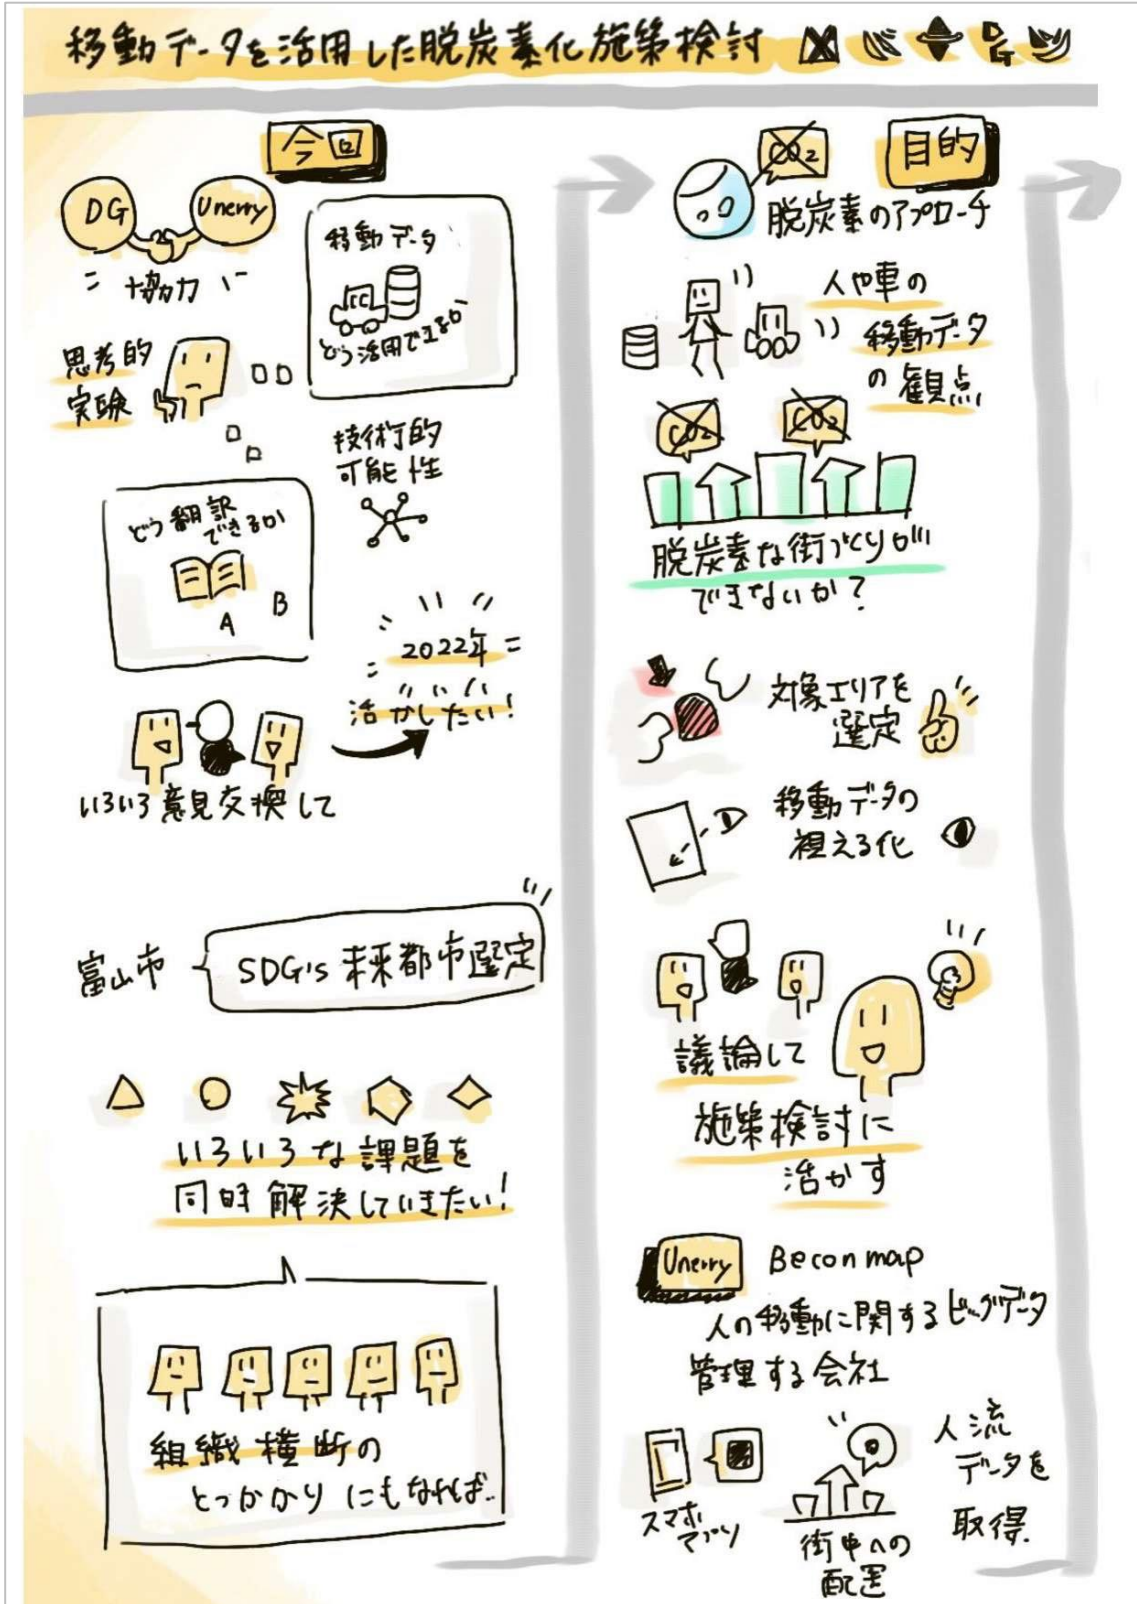 移動データを活用した脱炭素化施策検討
今回
DG
Unerry
協力
移動データ
どう活用できるか
思考的
実験
技術的
可能性
どう翻訳
できるか
A
B
2022年
活かしたい!
いろいろ意見交換して
富山市
SDG's 未来都市選定
いろいろな課題を
同時解決していきたい!
組織横断の
とっかかりにもなれば..
目的
CO2
脱炭素のアプローチ
人や車の
移動データ
の観点
CO2
CO2
脱炭素な街づくりが
できないか?
対象エリアを
選定
移動データの
視える化
議論して
施策検討に
活かす
Unerry
Becon map
人の移動に関するビッグデータ
管理する会社
スマホ
アプリ
街中への
配置
人流
データを
取得.